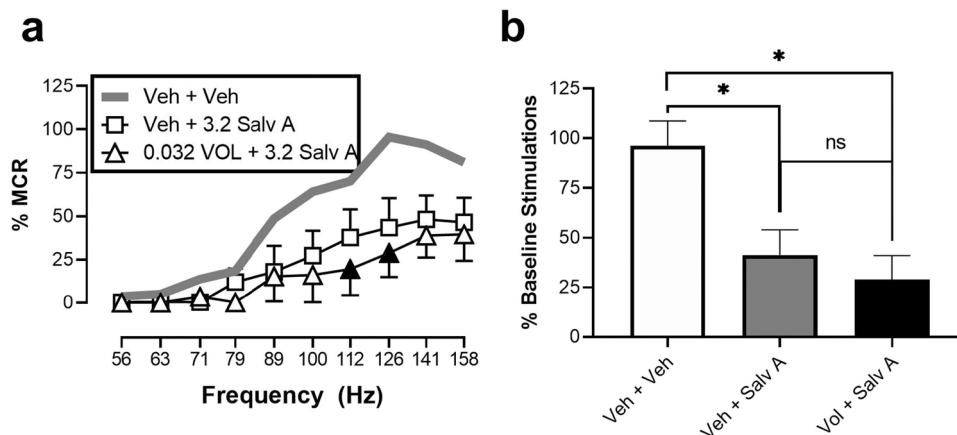 a
125
100
75
50
25
0
% MCR
Veh + Veh
Veh + 3.2 Salv A
0.032 VOL + 3.2 Salv A
56 63 71 79 89 100 112 126 141 158
Frequency (Hz)
b
125
100
75
50
25
0
% Baseline Stimulations
*
*
ns
Veh + Veh
Veh + Salv A
Vol + Salv A